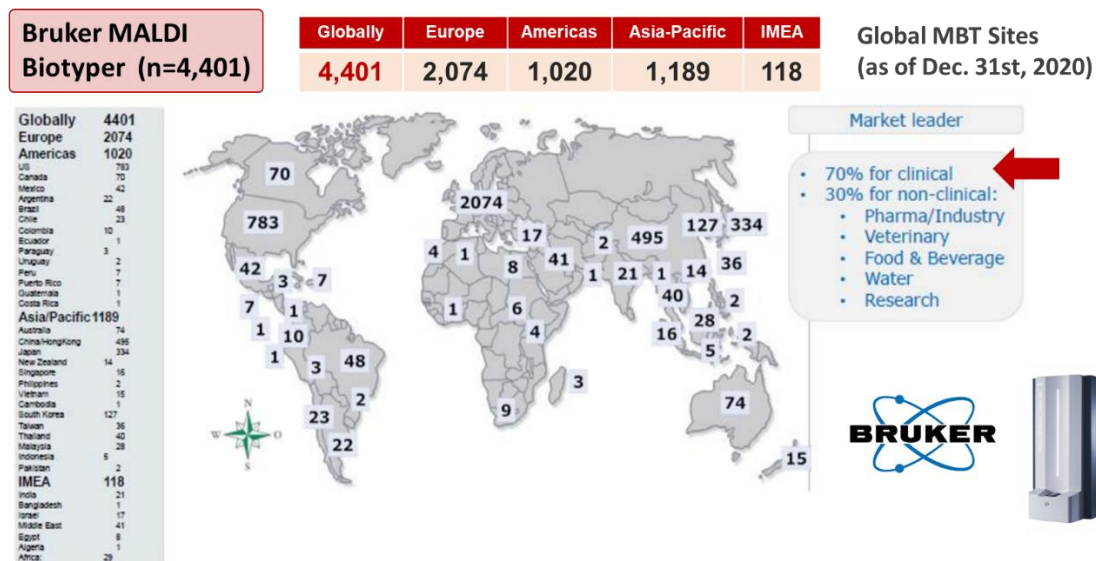 Bruker MALDI
Biotyper (n=4,401)
Globally Europe Americas Asia-Pacific IMEA
4,401 2,074 1,020 1,189 118
Global MBT Sites
(as of Dec. 31st, 2020)
Globally 4401
Europe 2074
Americas 1020
US 783
Canada 70
Mexico 42
Argentina 22
Brazil 48
Chile 23
Colombia 10
Ecuador 1
Paraguay 3
Uruguay 2
Peru 7
Puerto Rico 7
Guatemala 1
Costa Rica 1
Asia/Pacific 1189
Australia 74
China/HongKong 495
Japan 334
New Zealand 14
Singapore 16
Philippines 2
Vietnam 15
Cambodia 1
South Korea 127
Taiwan 36
Thailand 40
Malaysia 28
Indonesia 5
Pakistan 2
IMEA 118
India 21
Bangladesh 1
Israel 17
Middle East 41
Egypt 8
Algeria 1
Africa: 29
70
2074
783
17
2
495
127
334
42
3
7
4
1
8
41
1
21
1
14
36
7
1
1
6
40
2
1
10
4
16
28
2
1
3
48
5
2
3
23
9
74
22
15
N
W O
S
Market leader
• 70% for clinical
• 30% for non-clinical:
• Pharma/Industry
• Veterinary
• Food & Beverage
• Water
• Research
BRUKER